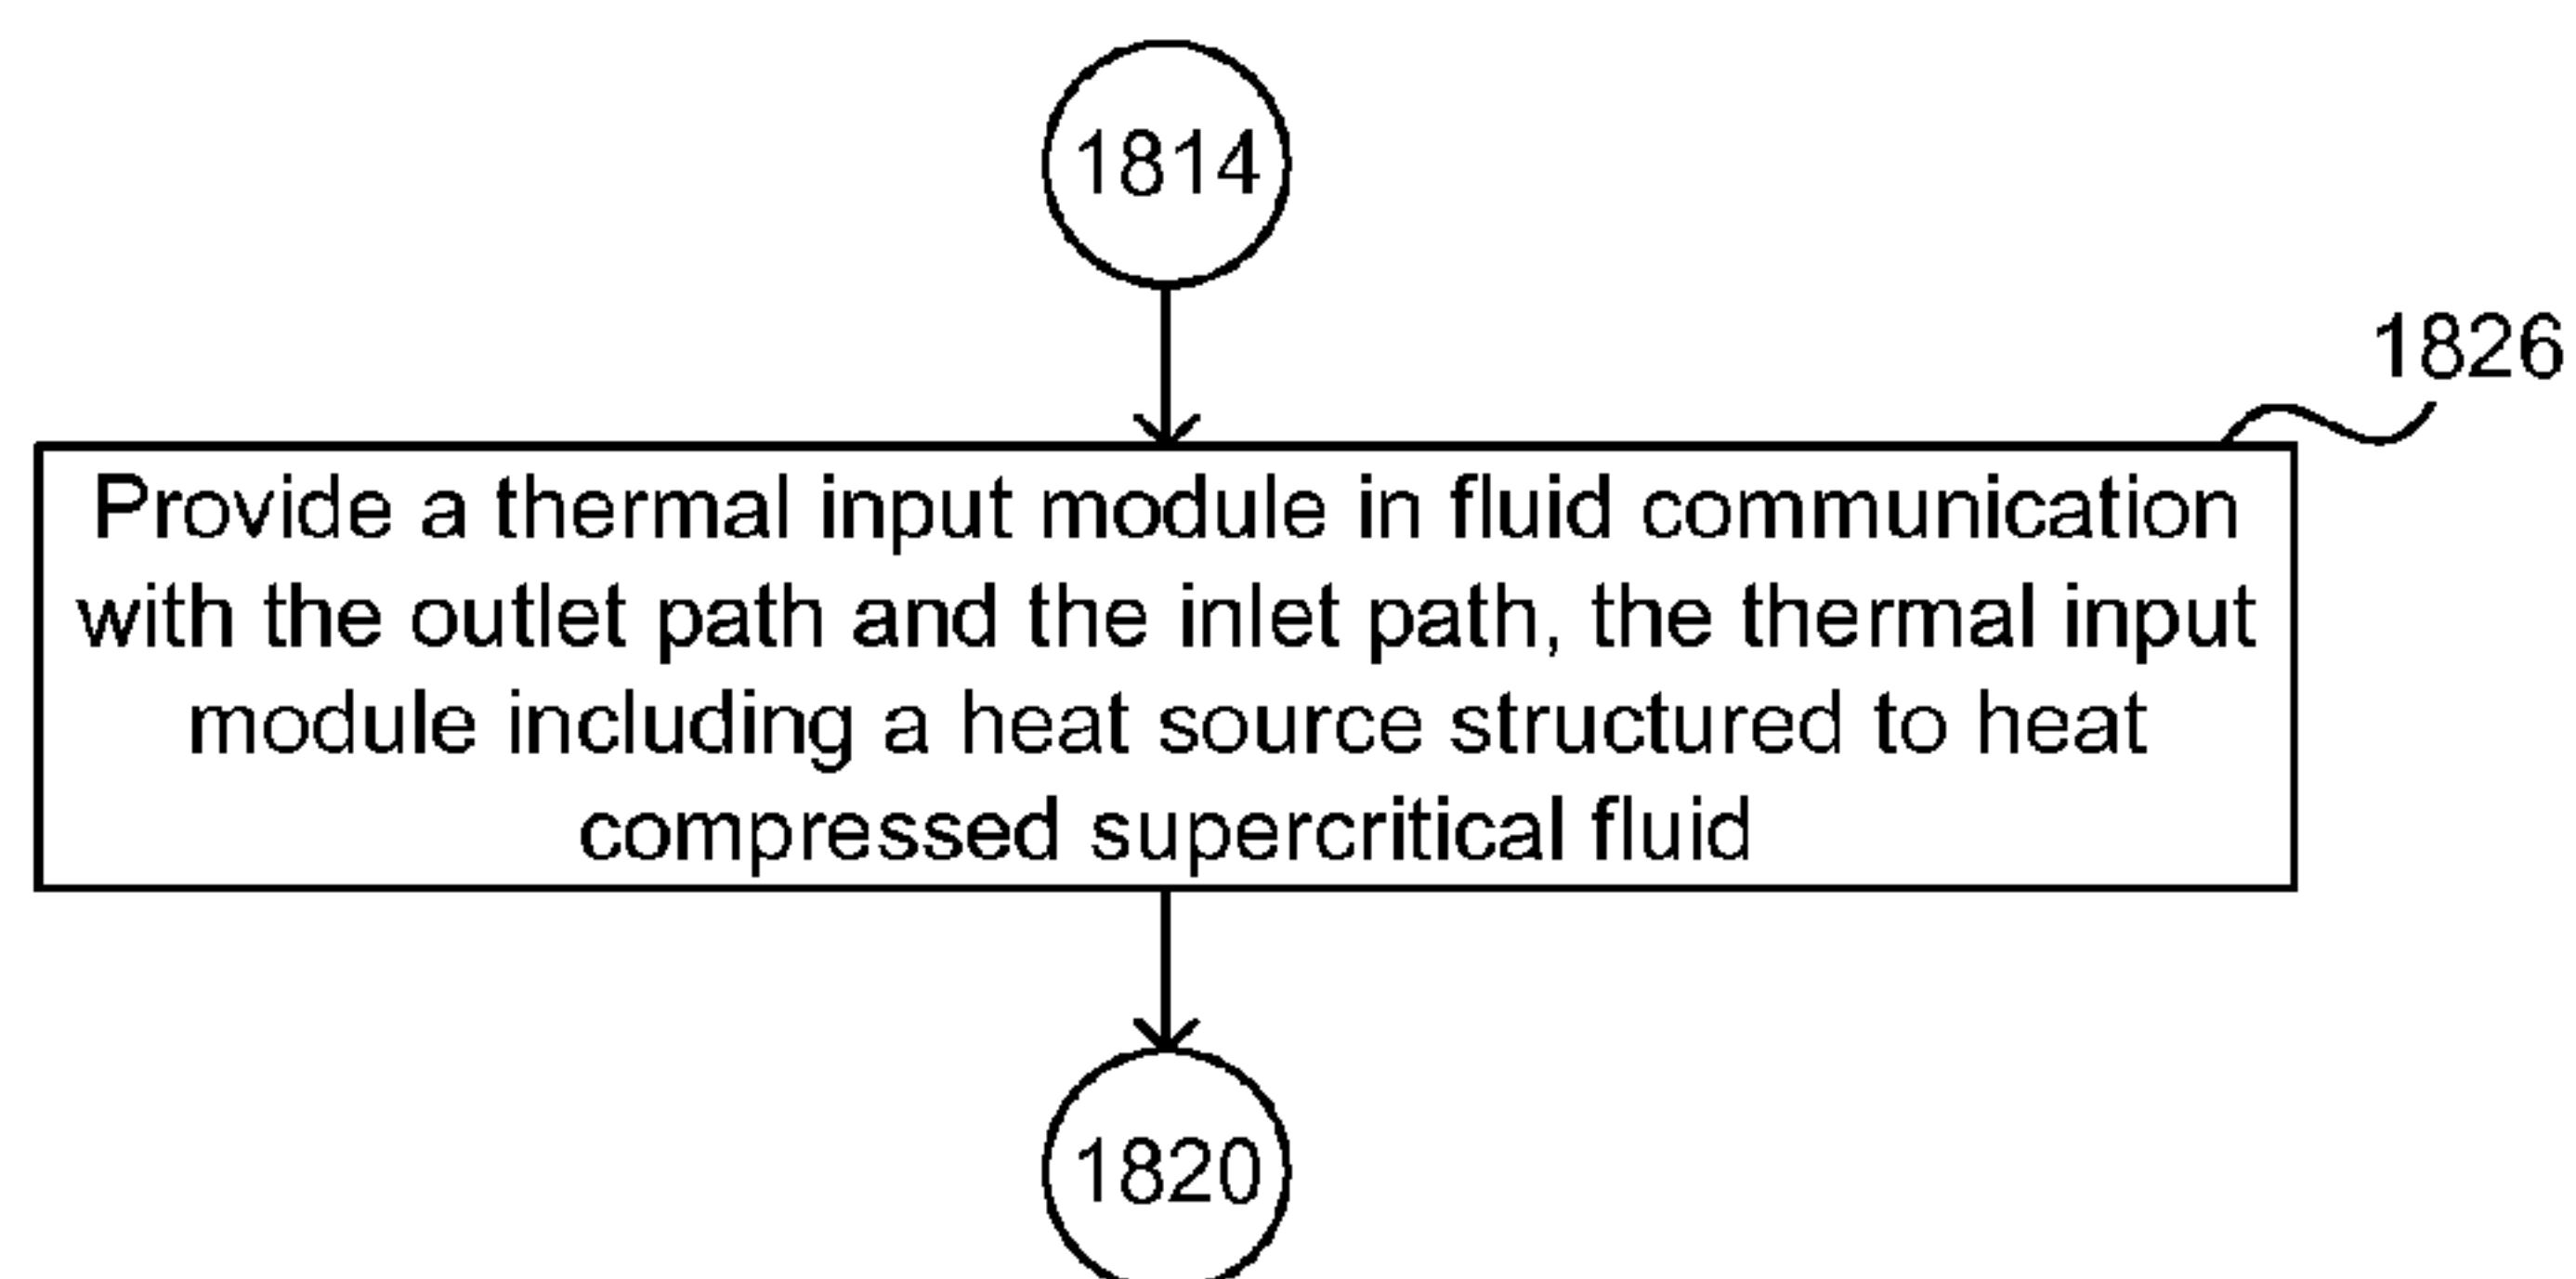 1814
1826
Provide a thermal input module in fluid communication
with the outlet path and the inlet path, the thermal input
module including a heat source structured to heat
compressed supercritical fluid
1820